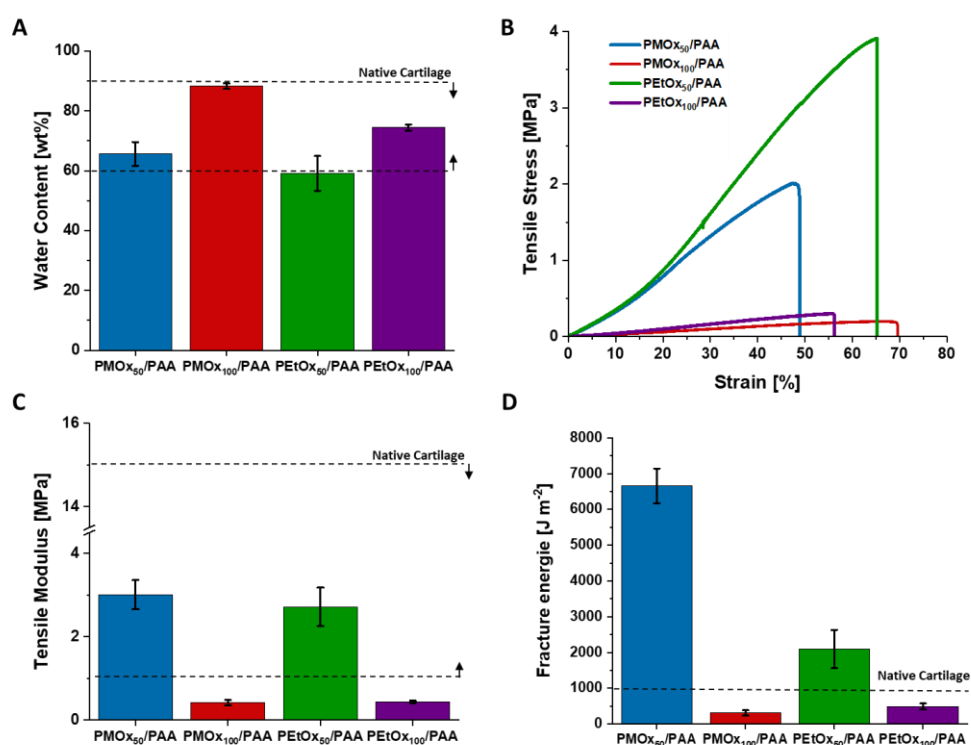 A
Water Content [wt%]
100
80
60
40
20
0
Native Cartilage
PMOx₅₀/PAA PMOx₁₀₀/PAA PEtOx₅₀/PAA PEtOx₁₀₀/PAA
B
Tensile Stress [MPa]
4
3
2
1
0
PMOx₅₀/PAA
PMOx₁₀₀/PAA
PEtOx₅₀/PAA
PEtOx₁₀₀/PAA
0 10 20 30 40 50 60 70 80
Strain [%]
C
Tensile Modulus [MPa]
16
14
4
2
0
Native Cartilage
PMOx₅₀/PAA PMOx₁₀₀/PAA PEtOx₅₀/PAA PEtOx₁₀₀/PAA
D
Fracture energie [J m⁻²]
8000
7000
6000
5000
4000
3000
2000
1000
0
Native Cartilage
PMOx₅₀/PAA PMOx₁₀₀/PAA PEtOx₅₀/PAA PEtOx₁₀₀/PAA